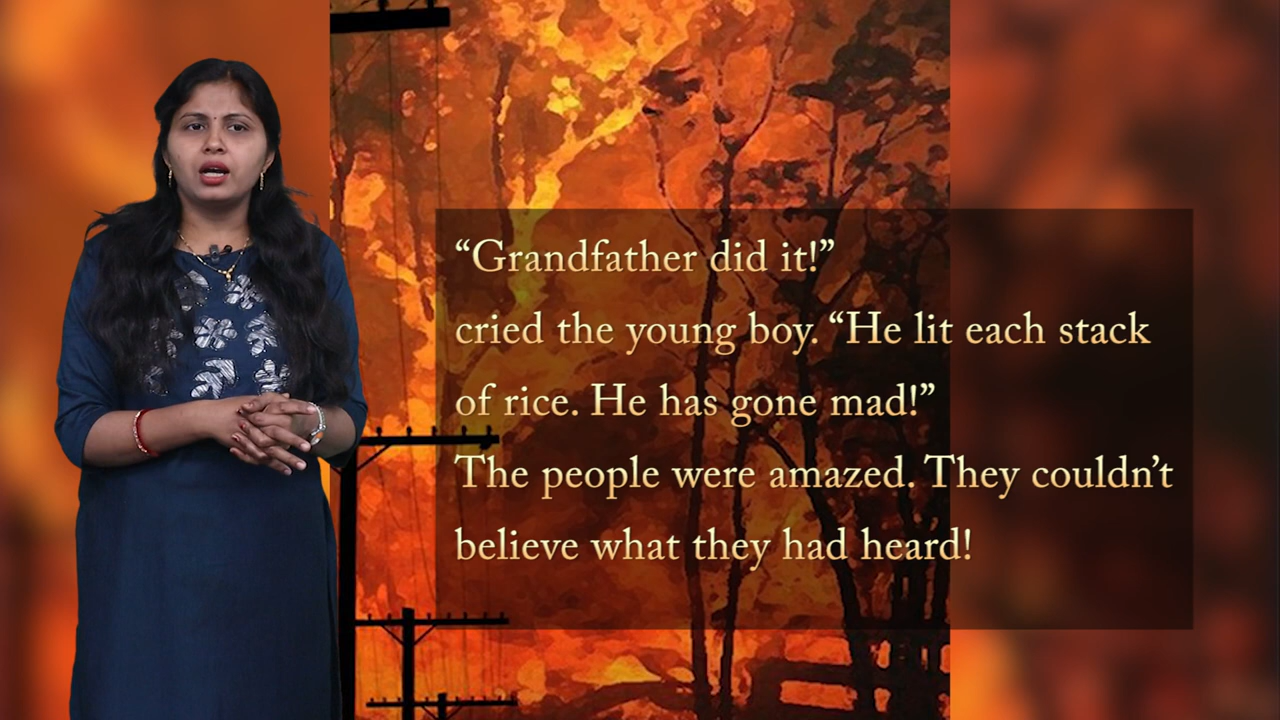 “Grandfather did it!”
cried the young boy. “He lit each stack
of rice. He has gone mad!”
The people were amazed. They couldn’t
believe what they had heard!